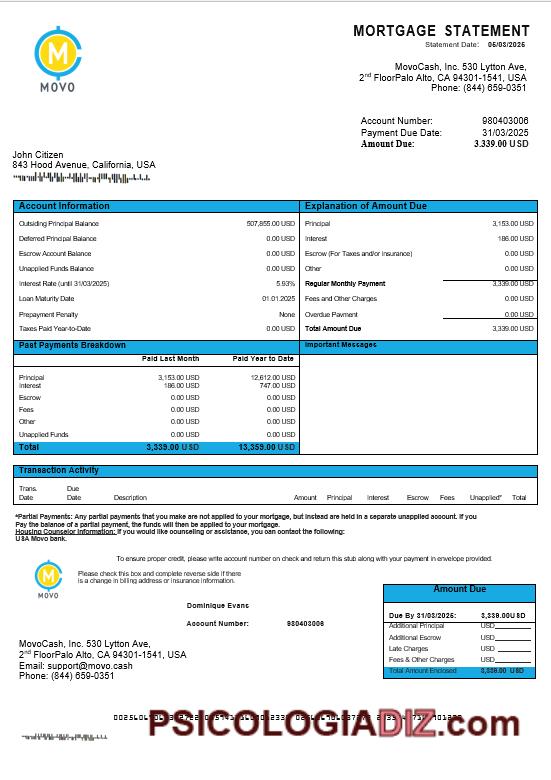 MOVO
MORTGAGE STATEMENT
Statement Date: 05/03/2025
MovoCash, Inc. 530 Lytton Ave,
2nd FloorPalo Alto, CA 94301-1541, USA
Phone: (844) 659-0351
Account Number: 980403006
Payment Due Date: 31/03/2025
Amount Due: 3.339.00 USD
John Citizen
843 Hood Avenue, California, USA
Account Information
Outsiding Principal Balance 507,855.00 USD
Deferred Principal Balance 0.00 USD
Escrow Account Balance 0.00 USD
Unapplied Funds Balance 0.00 USD
Interest Rate (until 31/03/2025) 5.93%
Loan Maturity Date 01.01.2025
Prepayment Penalty None
Taxes Paid Year-to-Date 0.00 USD
Explanation of Amount Due
Principal 3,153.00 USD
Interest 186.00 USD
Escrow (For Taxes and/or Insurance) 0.00 USD
Other 0.00 USD
Regular Monthly Payment 3,339.00 USD
Fees and Other Charges 0.00 USD
Overdue Payment 0.00 USD
Total Amount Due 3,339.00 USD
Past Payments Breakdown
Paid Last Month Paid Year to Date
Principal 3,153.00 USD 12,612.00 USD
Interest 186.00 USD 747.00 USD
Escrow 0.00 USD 0.00 USD
Fees 0.00 USD 0.00 USD
Other 0.00 USD 0.00 USD
Unapplied Funds 0.00 USD 0.00 USD
Total 3,339.00 USD 13,359.00 USD
Important Messages
Transaction Activity
Trans. Date Due Date Description Amount Principal Interest Escrow Fees Unapplied* Total
*Partial Payments: Any partial payments that you make are not applied to your mortgage, but instead are held in a separate unapplied account. If you
Pay the balance of a partial payment, the funds will then be applied to your mortgage.
Housing Counselor Information: If you would like counseling or assistance, you can contact the following:
USA Movo bank.
To ensure proper credit, please write account number on check and return this stub along with your payment in envelope provided.
MOVO
Please check this box and complete reverse side if there
is a change in billing address or insurance information.
Dominique Evans
Account Number: 980403006
MovoCash, Inc. 530 Lytton Ave,
2nd FloorPalo Alto, CA 94301-1541, USA
Email: support@movo.cash
Phone: (844) 659-0351
Amount Due
Due By 31/03/2025: 3,339.00USD
Additional Principal USD
Additional Escrow USD
Late Charges USD
Fees & Other Charges USD
Total Amount Enclosed 3,339.00 USD
PSICOLOGIADIZ.com